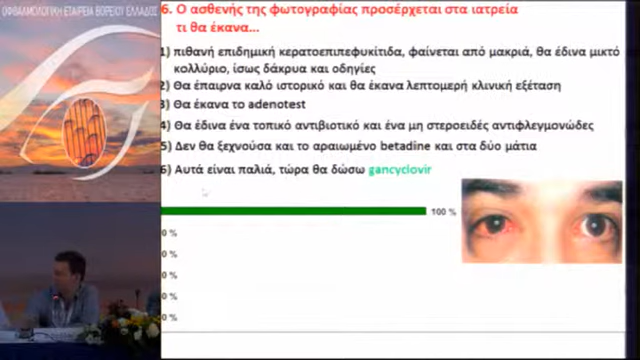 ΟΦΘΑΛΜΟΛΟΓΙΚΗ ΕΤΑΙΡΕΙΑ ΒΟΡΕΙΟΥ ΕΛΛΑΔΟΣ
6. Ο ασθενής της φωτογραφίας προσέρχεται στα ιατρεία
τι θα έκανα...
1) πιθανή επιδημική κερατοεπιπεφυκίτιδα, φαίνεται από μακριά, θα έδινα μικτό
κολλύριο, ίσως δάκρυα και οδηγίες
2) Θα έπαιρνα καλό ιστορικό και θα έκανα λεπτομερή κλινική εξέταση
3) Θα έκανα το adenotest
4) Θα έδινα ένα τοπικό αντιβιοτικό και ένα μη στεροειδές αντιφλεγμονώδες
5) Δεν θα ξεχνούσα και το αραιωμένο betadine και στα δύο μάτια
6) Αυτά είναι παλιά, τώρα θα δώσω gancyclovir
100 %
0 %
0 %
0 %
0 %
0 %